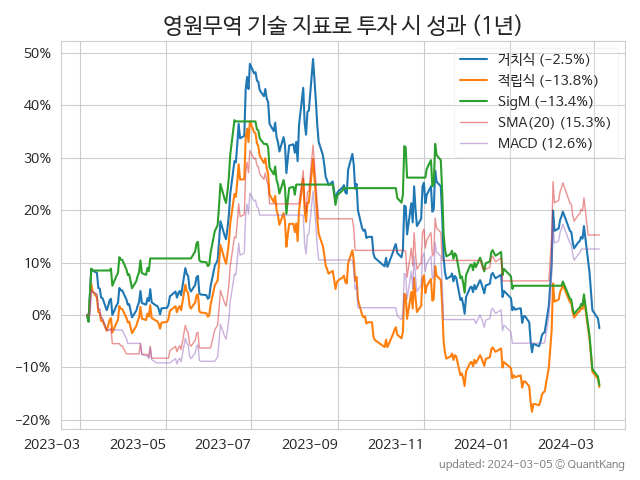 영원무역 기술 지표로 투자 시 성과 (1년)
50%
40%
30%
20%
10%
0%
−10%
−20%
거치식 (−2.5%)
적립식 (−13.8%)
SigM (−13.4%)
SMA(20) (15.3%)
MACD (12.6%)
2023-03
2023-05
2023-07
2023-09
2023-11
2024-01
2024-03
updated: 2024-03-05 ⓒ QuantKang